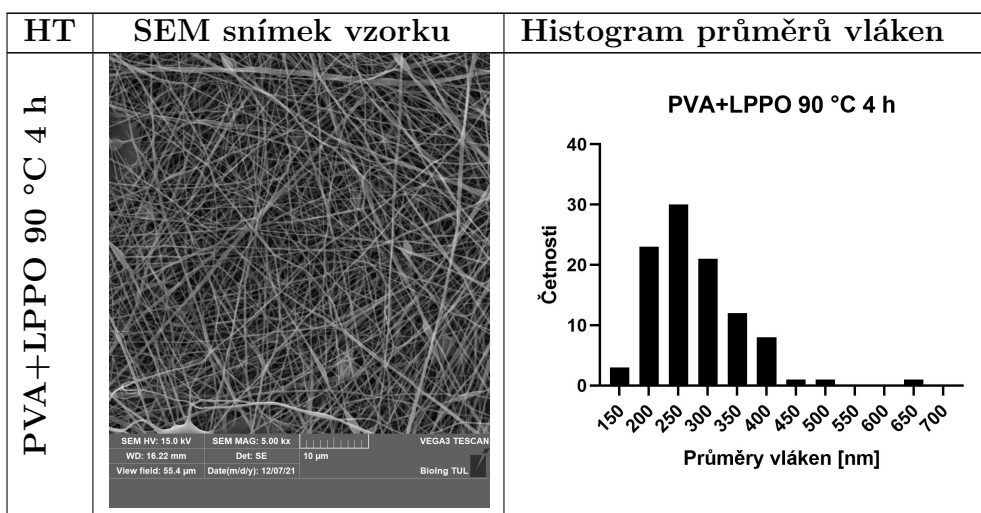 HT SEM snímek vzorku Histogram průměrů vláken
PVA+LPPO 90 °C 4 h
SEM HV: 15.0 kV SEM MAG: 5.00 kx VEGA3 TESCAN
WD: 16.22 mm Det: SE 10 µm
View field: 55.4 µm Date(m/d/y): 12/07/21 BioIng TUL
PVA+LPPO 90 °C 4 h
Četnosti
40
30
20
10
0
150 200 250 300 350 400 450 500 550 600 650 700
Průměry vláken [nm]